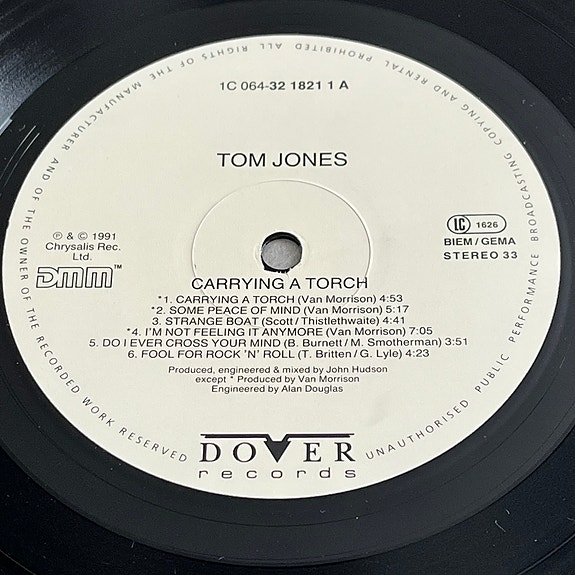 1C 064-32 1821 1 A
TOM JONES
℗ & © 1991
Chrysalis Rec.
Ltd.
DMM™
LC 1626
BIEM / GEMA
STEREO 33
CARRYING A TORCH
*1. CARRYING A TORCH (Van Morrison) 4:53
*2. SOME PEACE OF MIND (Van Morrison) 5:17
3. STRANGE BOAT (Scott / Thistlethwaite) 4:41
*4. I'M NOT FEELING IT ANYMORE (Van Morrison) 7:05
5. DO I EVER CROSS YOUR MIND (B. Burnett / M. Smotherman) 3:51
6. FOOL FOR ROCK 'N' ROLL (T. Britten / G. Lyle) 4:23
Produced, engineered & mixed by John Hudson
except * Produced by Van Morrison
Engineered by Alan Douglas
DOVER
records
ALL RIGHTS OF THE MANUFACTURER AND OF THE OWNER OF THE RECORDED WORK RESERVED
UNAUTHORISED PUBLIC PERFORMANCE BROADCASTING COPYING AND RENTAL PROHIBITED